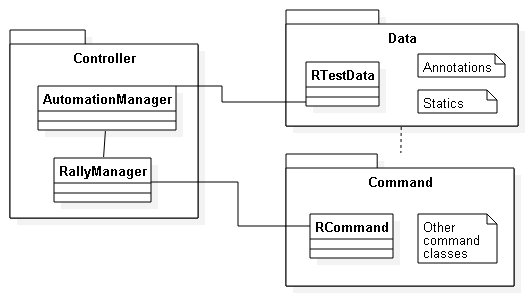 Controller
AutomationManager
RallyManager
Data
RTestData
Annotations
Statics
Command
RCommand
Other
command
classes